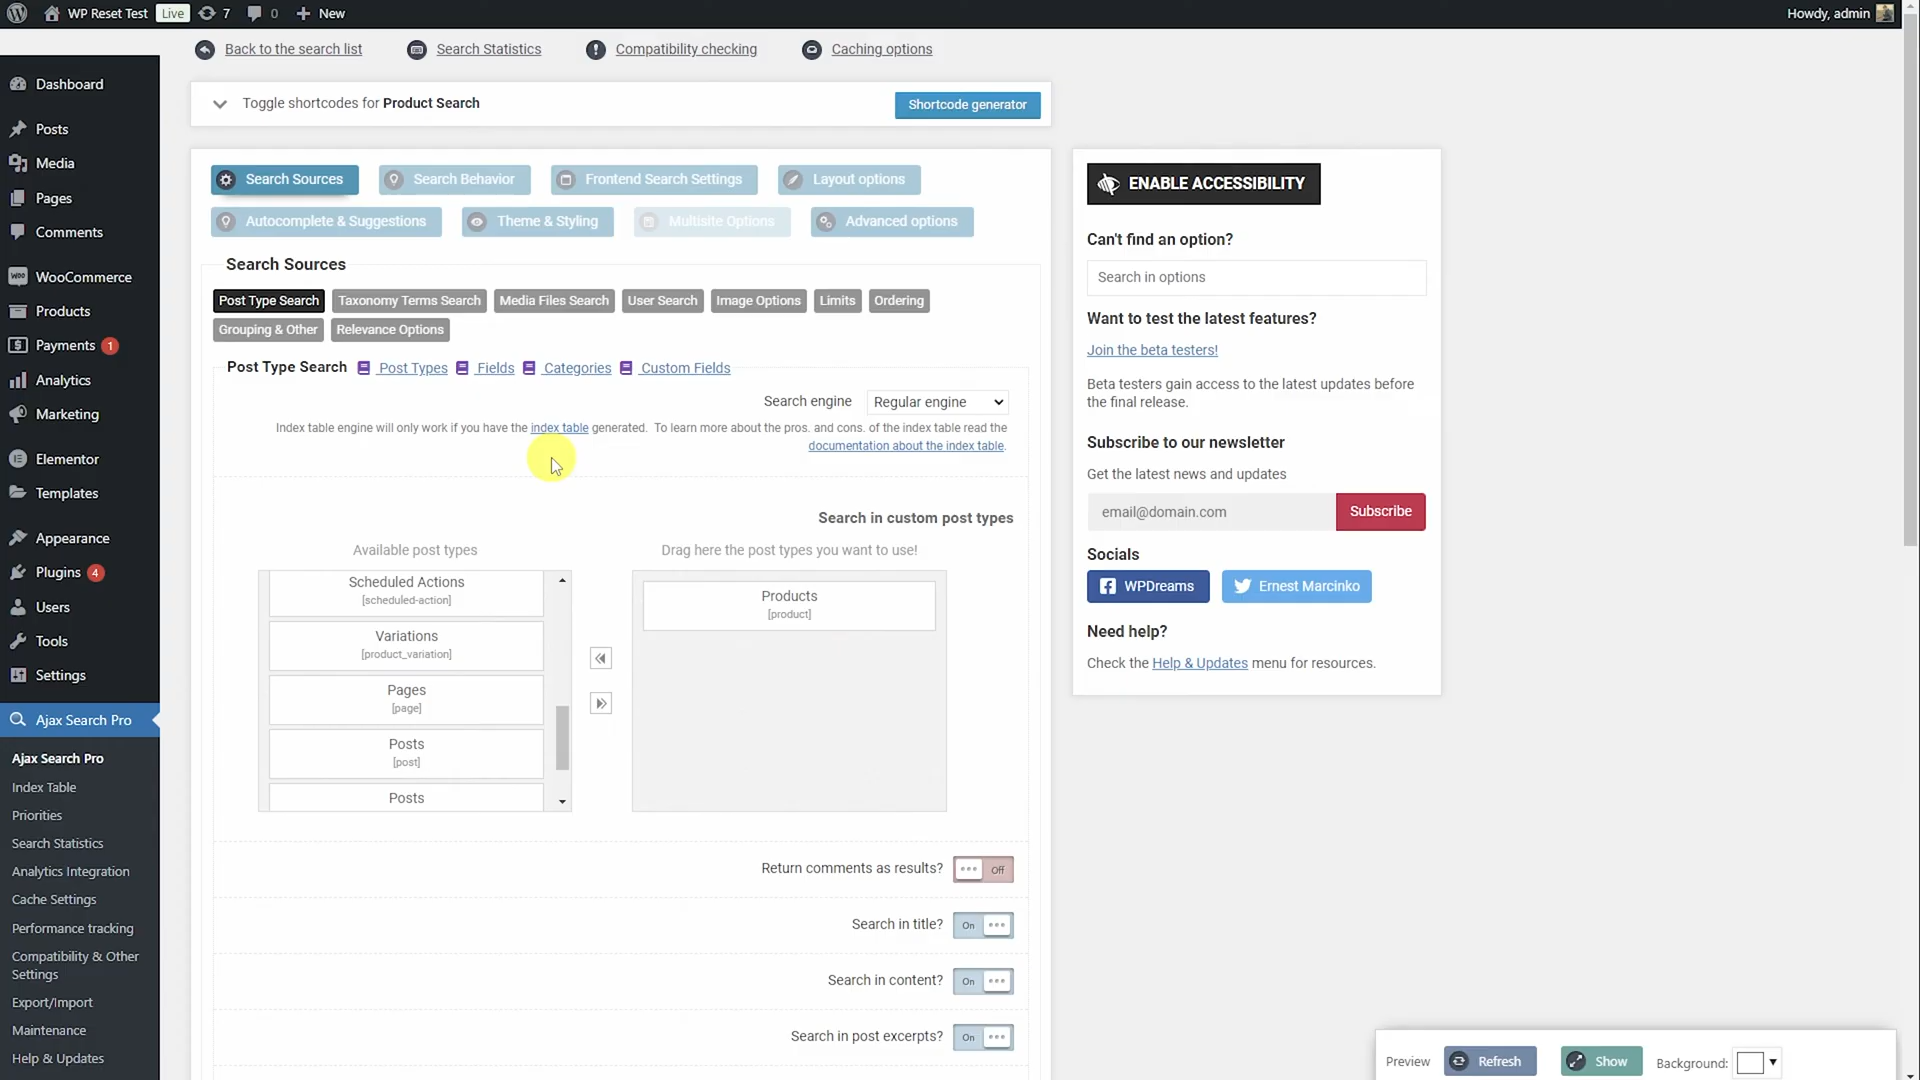 WP Reset Test Live 7 0 New Howdy, admin
Back to the search list Search Statistics Compatibility checking Caching options
Toggle shortcodes for Product Search Shortcode generator
Dashboard
Posts
Media
Pages
Comments
WooCommerce
Products
Payments 1
Analytics
Marketing
Elementor
Templates
Appearance
Plugins 4
Users
Tools
Settings
Ajax Search Pro
Ajax Search Pro
Index Table
Priorities
Search Statistics
Analytics Integration
Cache Settings
Performance tracking
Compatibility & Other
Settings
Export/Import
Maintenance
Help & Updates
Search Sources Search Behavior Frontend Search Settings Layout options
Autocomplete & Suggestions Theme & Styling Multisite Options Advanced options
Search Sources
Post Type Search Taxonomy Terms Search Media Files Search User Search Image Options Limits Ordering
Grouping & Other Relevance Options
Post Type Search Post Types Fields Categories Custom Fields
Search engine Regular engine
Index table engine will only work if you have the index table generated. To learn more about the pros. and cons. of the index table read the
documentation about the index table.
Search in custom post types
Available post types Drag here the post types you want to use!
Scheduled Actions
[scheduled-action]
Variations
[product_variation]
Pages
[page]
Posts
[post]
Posts
Products
[product]
Return comments as results? Off
Search in title? On
Search in content? On
Search in post excerpts? On
ENABLE ACCESSIBILITY
Can't find an option?
Search in options
Want to test the latest features?
Join the beta testers!
Beta testers gain access to the latest updates before
the final release.
Subscribe to our newsletter
Get the latest news and updates
email@domain.com Subscribe
Socials
WPDreams Ernest Marcinko
Need help?
Check the Help & Updates menu for resources.
Preview Refresh Show Background: